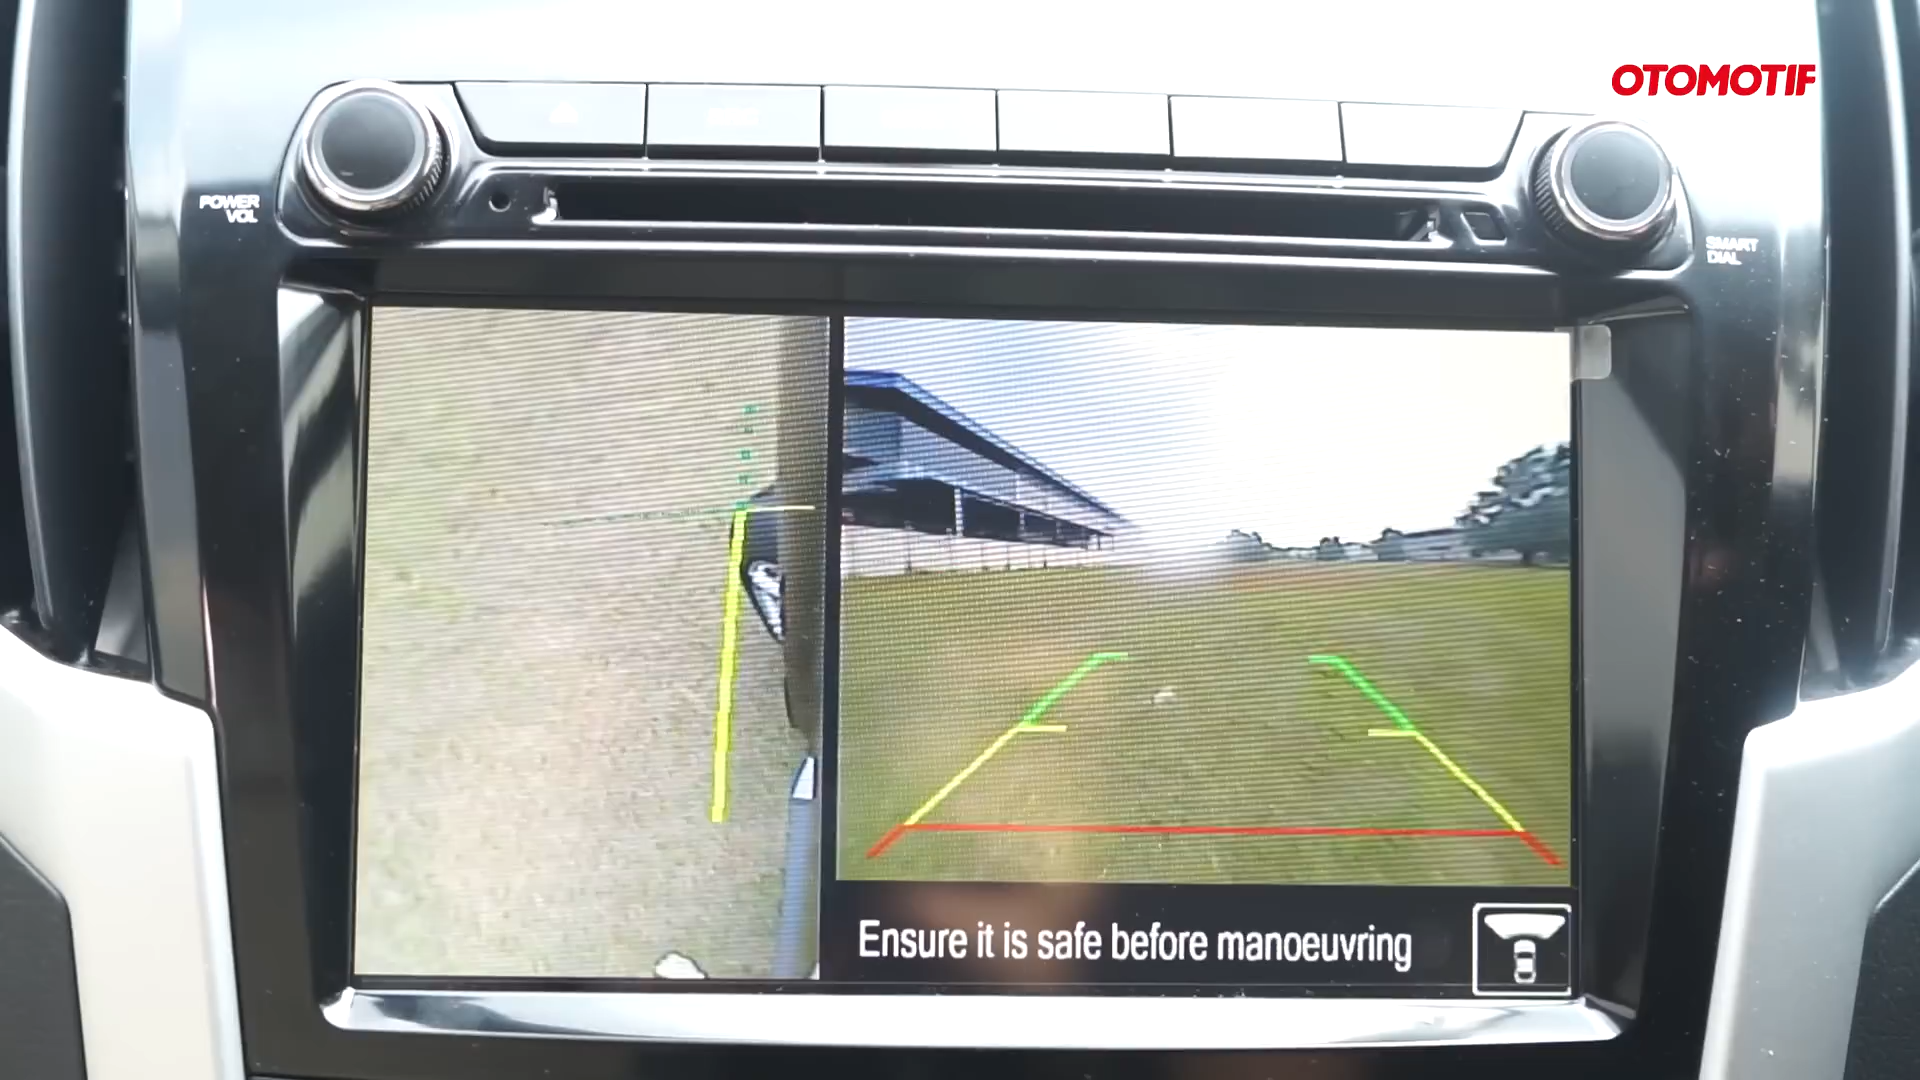 OTOMOTIF
POWER
VOL
SMART
DIAL
Ensure it is safe before manoeuvring